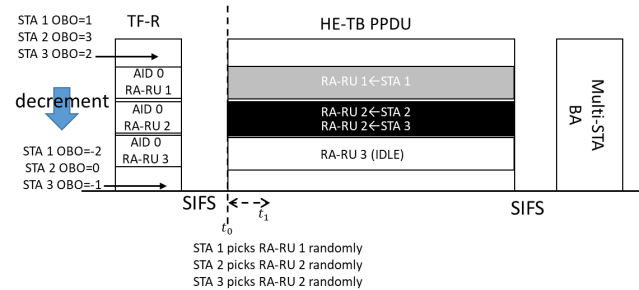 STA 1 OBO=1
STA 2 OBO=3
STA 3 OBO=2
TF-R
HE-TB PPDU
AID 0
RA-RU 1
AID 0
RA-RU 2
AID 0
RA-RU 3
decrement
STA 1 OBO=-2
STA 2 OBO=0
STA 3 OBO=-1
RA-RU 1←STA 1
RA-RU 2←STA 2
RA-RU 2←STA 3
RA-RU 3 (IDLE)
Multi-STA
BA
SIFS
t₀
t₁
SIFS
STA 1 picks RA-RU 1 randomly
STA 2 picks RA-RU 2 randomly
STA 3 picks RA-RU 2 randomly